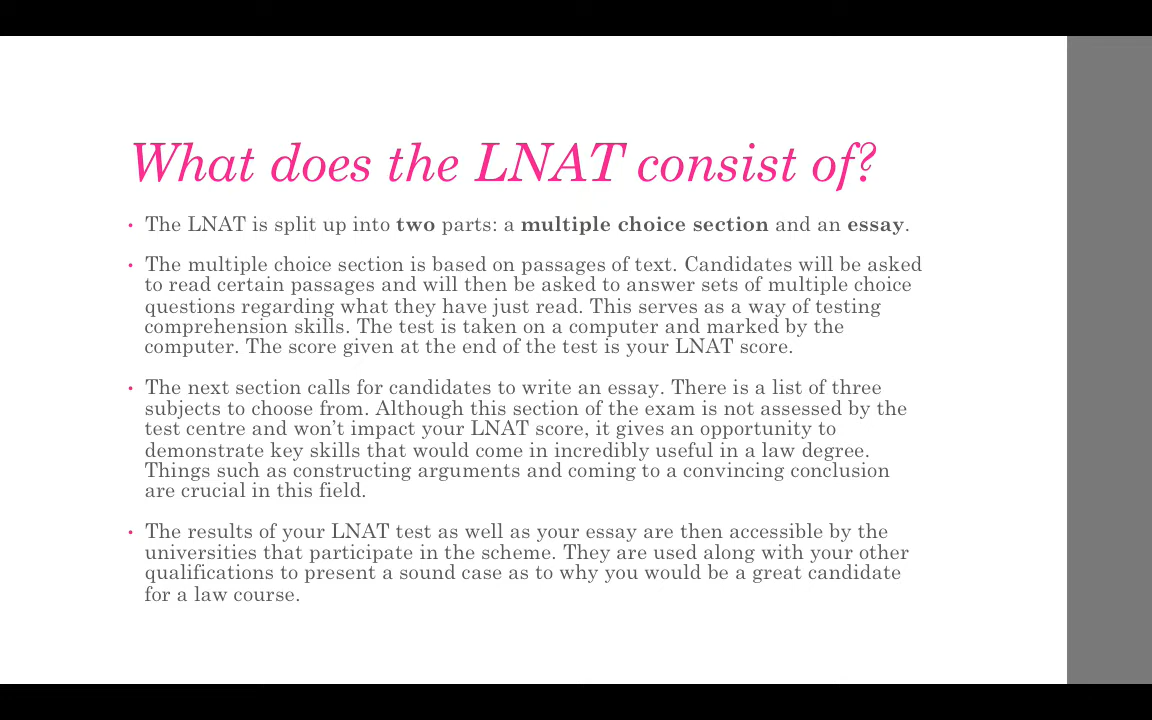 What does the LNAT consist of?
• The LNAT is split up into two parts: a multiple choice section and an essay.
• The multiple choice section is based on passages of text. Candidates will be asked
to read certain passages and will then be asked to answer sets of multiple choice
questions regarding what they have just read. This serves as a way of testing
comprehension skills. The test is taken on a computer and marked by the
computer. The score given at the end of the test is your LNAT score.
• The next section calls for candidates to write an essay. There is a list of three
subjects to choose from. Although this section of the exam is not assessed by the
test centre and won’t impact your LNAT score, it gives an opportunity to
demonstrate key skills that would come in incredibly useful in a law degree.
Things such as constructing arguments and coming to a convincing conclusion
are crucial in this field.
• The results of your LNAT test as well as your essay are then accessible by the
universities that participate in the scheme. They are used along with your other
qualifications to present a sound case as to why you would be a great candidate
for a law course.